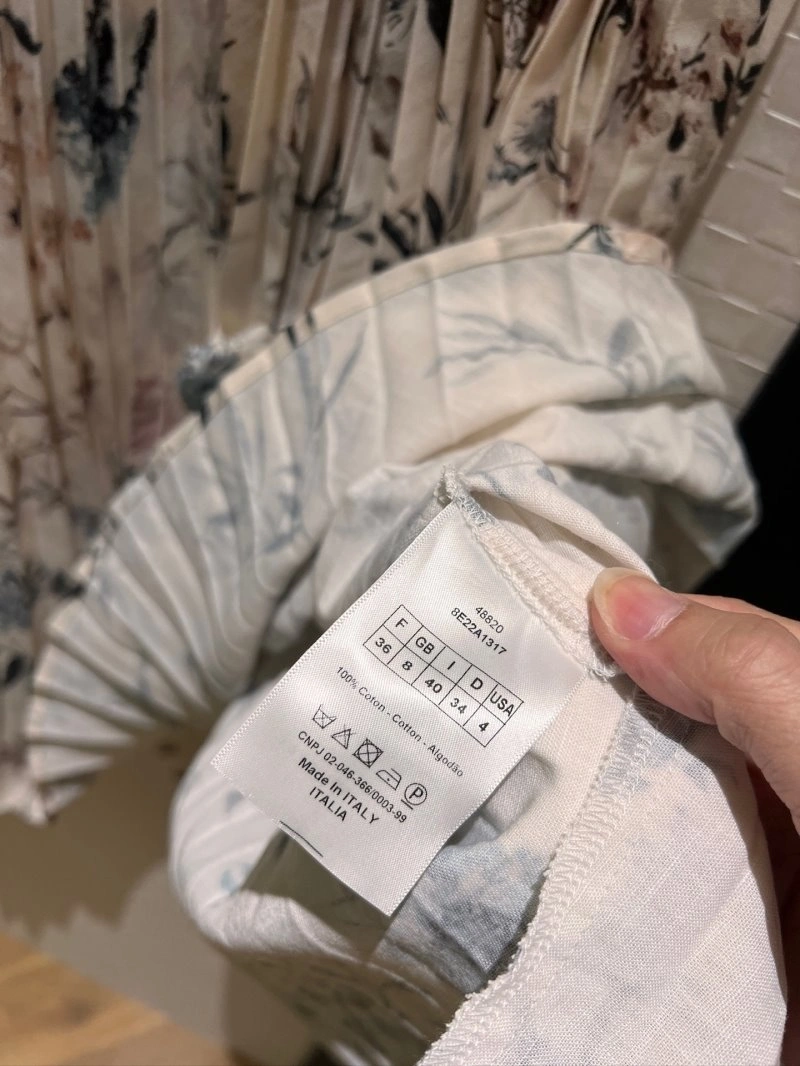 48820
8E22A1317
F GB I D USA
36 8 40 34 4
100% Coton - Cotton - Algodão
P
CNPJ 02-046-366/0003-99
Made in ITALY
ITALIA